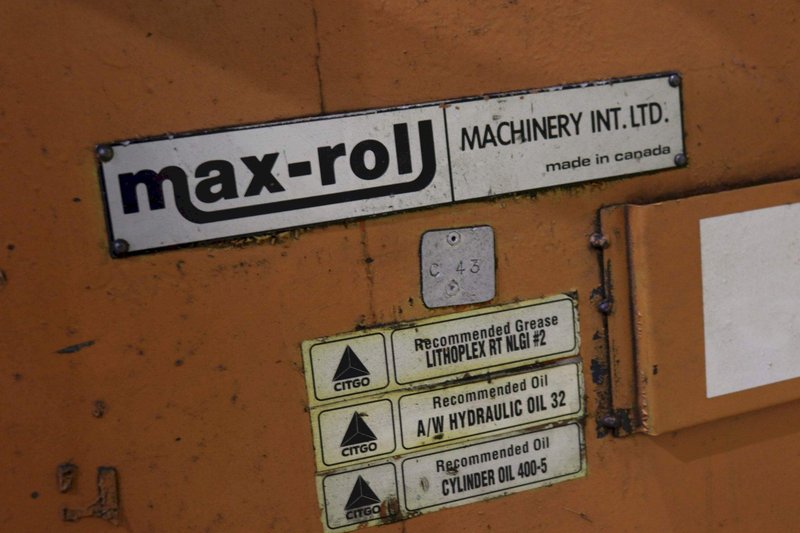 max-roll
MACHINERY INT. LTD.
made in canada
C 43
CITGO
Recommended Grease
LITHOPLEX RT NLGI #2
CITGO
Recommended Oil
A/W HYDRAULIC OIL 32
CITGO
Recommended Oil
CYLINDER OIL 400-5